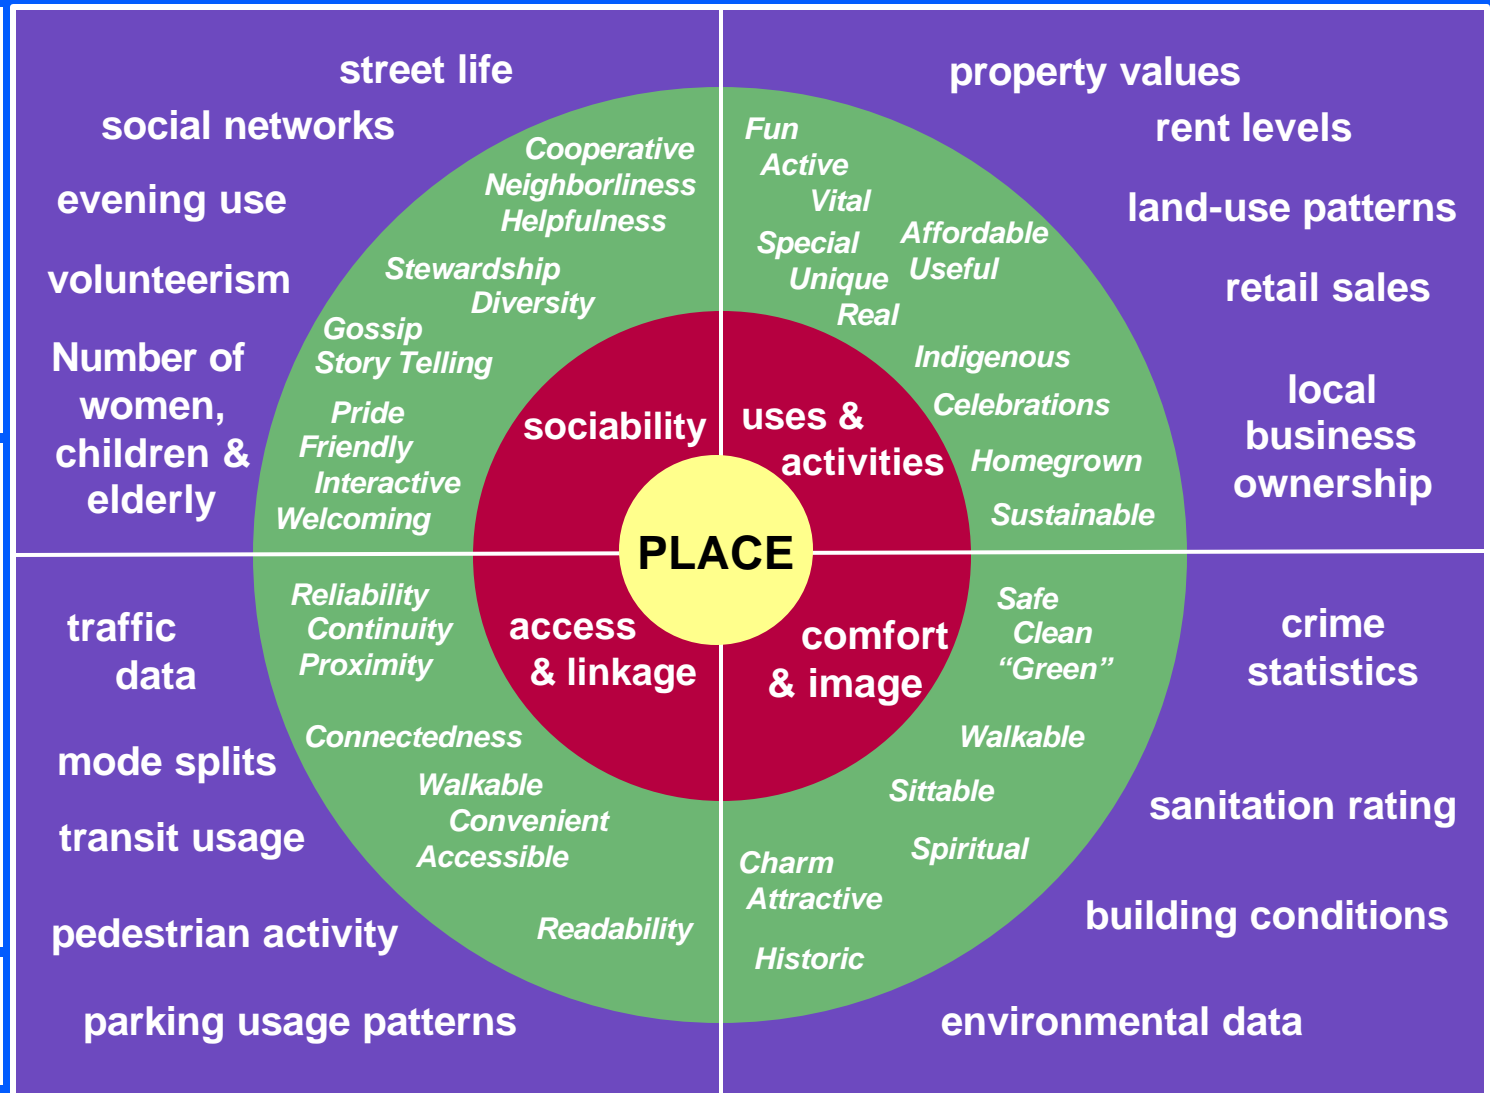 street life
social networks
evening use
volunteerism
Number of
women,
children &
elderly
Cooperative
Neighborliness
Helpfulness
Stewardship
Diversity
Gossip
Story Telling
Pride
Friendly
Interactive
Welcoming
sociability
property values
rent levels
land-use patterns
retail sales
local
business
ownership
Fun
Active
Vital
Special
Unique
Real
Affordable
Useful
Indigenous
Celebrations
Homegrown
Sustainable
uses &
activities
PLACE
traffic
data
mode splits
transit usage
pedestrian activity
parking usage patterns
Reliability
Continuity
Proximity
Connectedness
Walkable
Convenient
Accessible
Readability
access
& linkage
comfort
& image
Safe
Clean
“Green”
Walkable
Sittable
Spiritual
Charm
Attractive
Historic
crime
statistics
sanitation rating
building conditions
environmental data